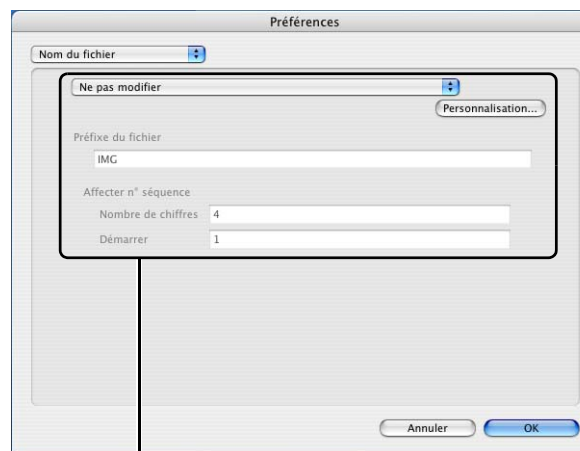 Préférences
Nom du fichier
Ne pas modifier
Personnalisation...
Préfixe du fichier
IMG
Affecter n° séquence
Nombre de chiffres 4
Démarrer 1
Annuler OK